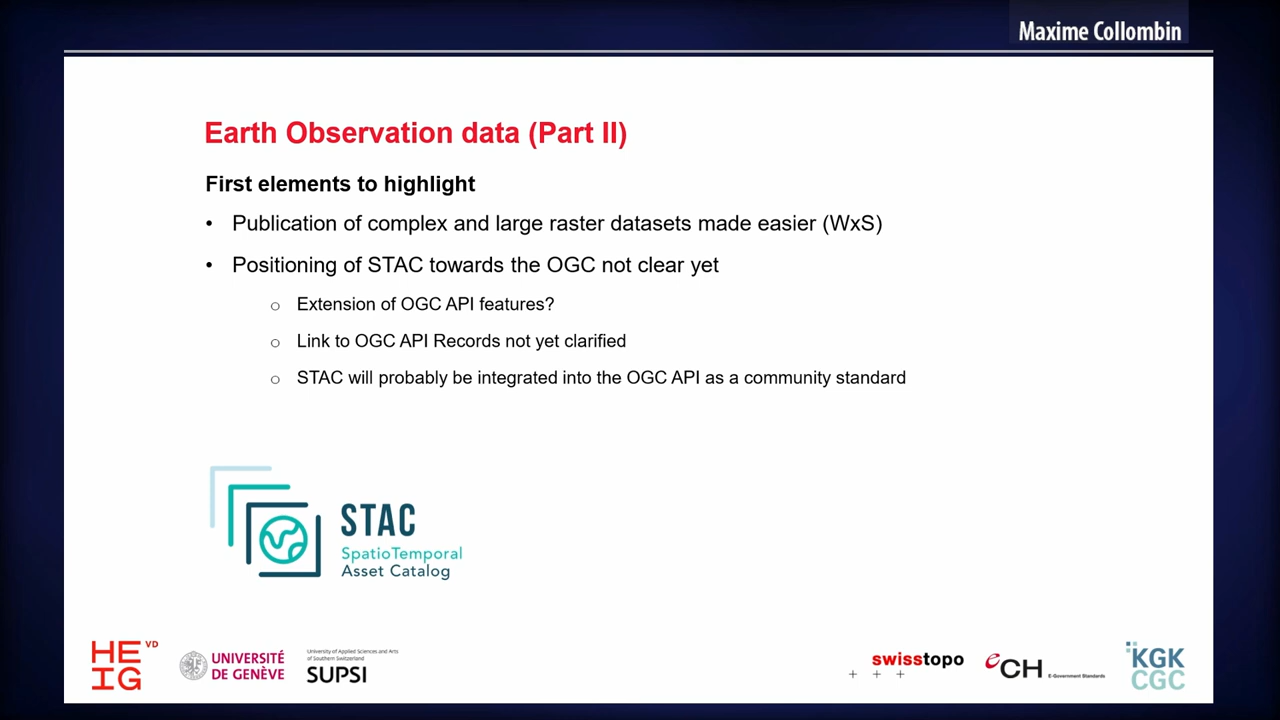 Maxime Collombin
Earth Observation data (Part II)
First elements to highlight
• Publication of complex and large raster datasets made easier (WxS)
• Positioning of STAC towards the OGC not clear yet
o Extension of OGC API features?
o Link to OGC API Records not yet clarified
o STAC will probably be integrated into the OGC API as a community standard
STAC
SpatioTemporal
Asset Catalog
HE VD
IG
UNIVERSITÉ
DE GENÈVE
University of Applied Sciences and Arts
of Southern Switzerland
SUPSI
swisstopo
eCH E-Government Standards
KGK
CGC